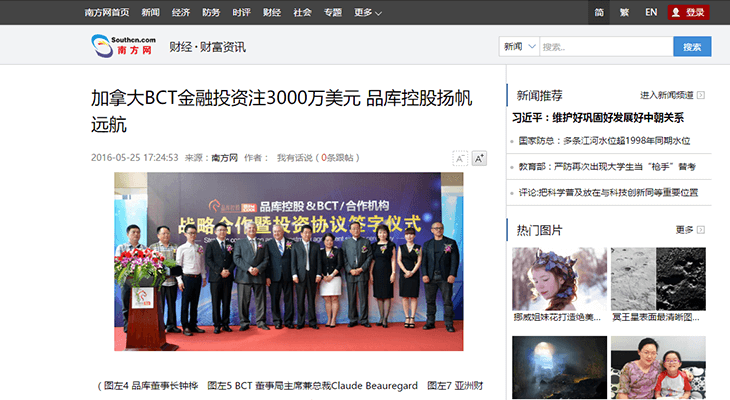 南方网首页 新闻 经济 防务 时评 财经 社会 专题 更多 简 繁 EN 登录
Southcn.com
南方网
财经·财富资讯
新闻 搜索.. 搜索
加拿大BCT金融投资注3000万美元 品库控股扬帆
远航
2016-05-25 17:24:53 来源：南方网 作者： 我有话说（0条跟帖） A- A+
品库控股&BCT/合作机构
战略合作暨投资协议签字仪式
（图左4 品库董事长钟桦 图左5 BCT 董事局主席兼总裁Claude Beauregard 图左7 亚洲财
新闻推荐 进入新闻频道
习近平：维护好巩固好发展好中朝关系
国家防总：多条江河水位超1998年同期水位
教育部：严防再次出现大学生当“枪手”替考
评论:把科学普及放在与科技创新同等重要位置
热门图片 更多
挪威姐妹花打造绝美... 冥王星表面最清晰图...